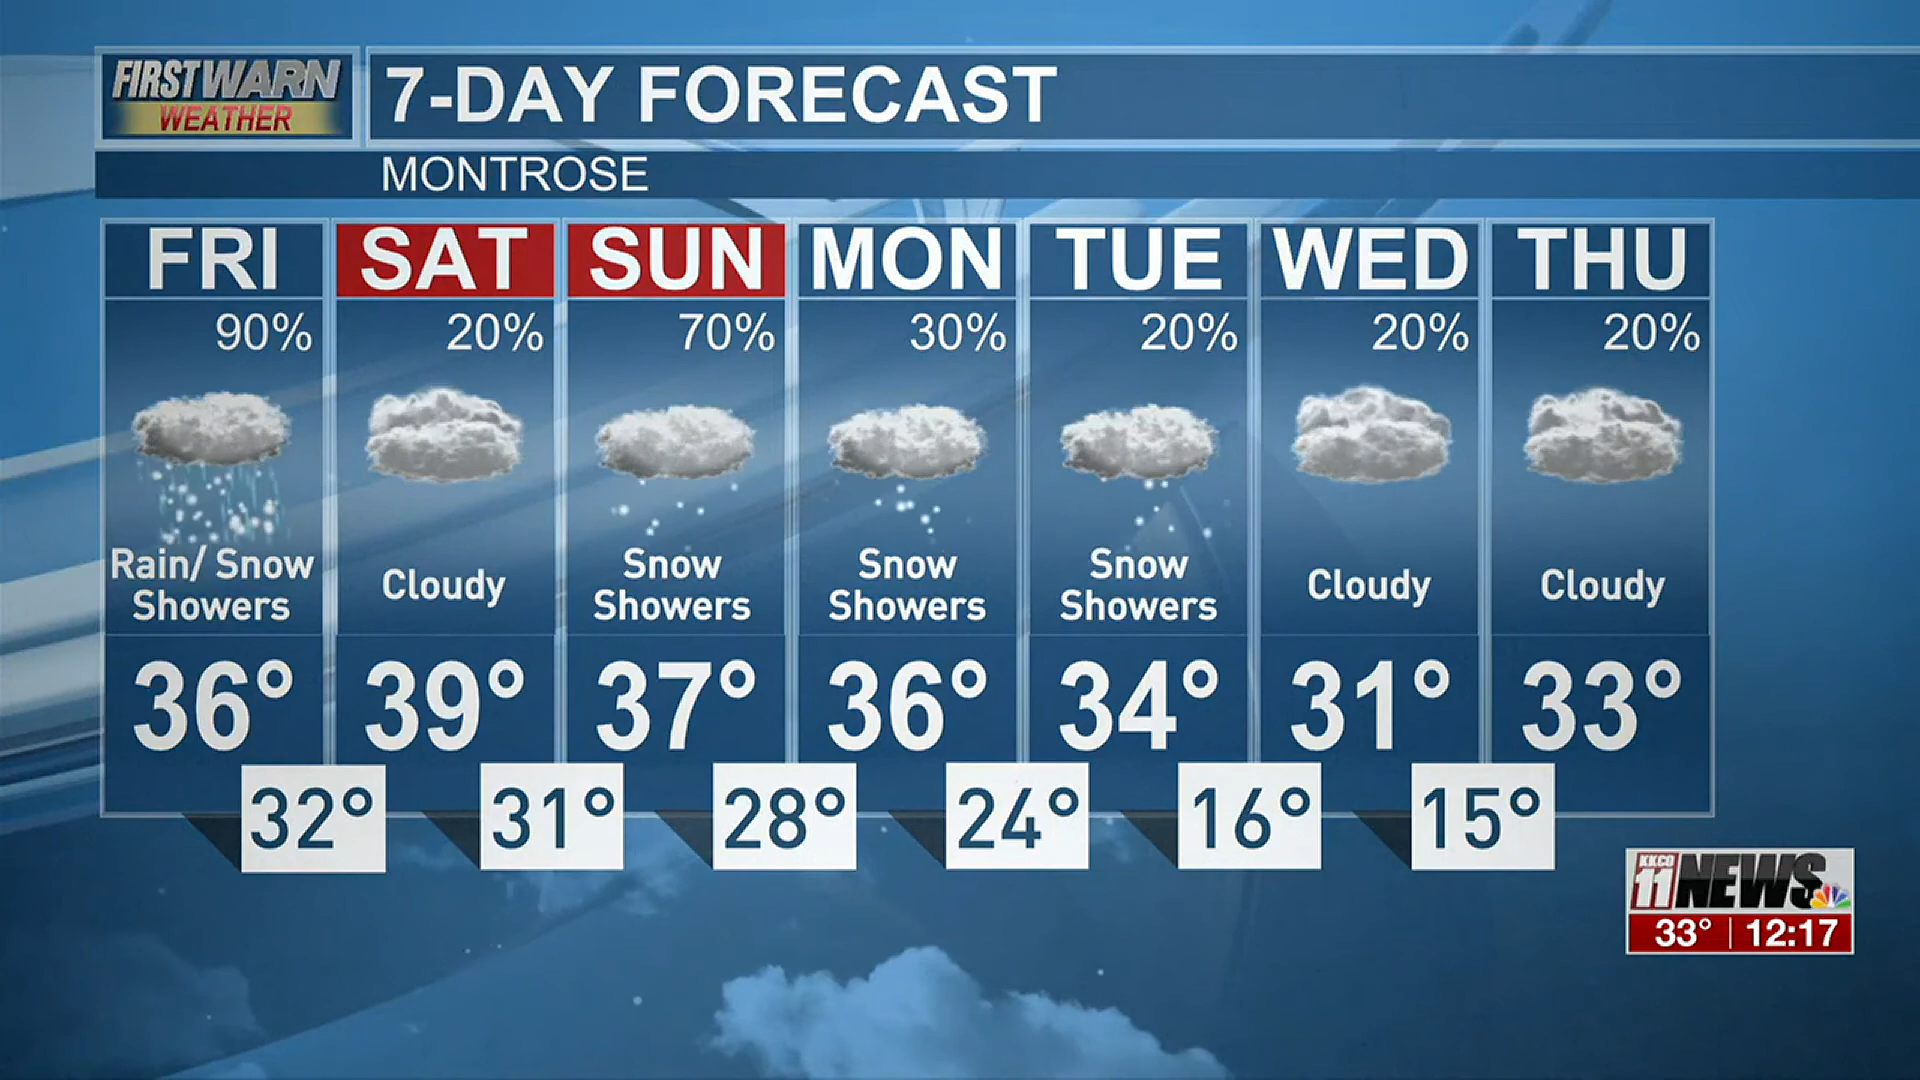 FIRST WARN
WEATHER
7-DAY FORECAST
MONTROSE
FRI SAT SUN MON TUE WED THU
90% 20% 70% 30% 20% 20% 20%
Rain/ Snow Showers
Cloudy
Snow Showers
Snow Showers
Snow Showers
Cloudy
Cloudy
36° 39° 37° 36° 34° 31° 33°
32° 31° 28° 24° 16° 15°
KKCO
11 NEWS
33° 12:17